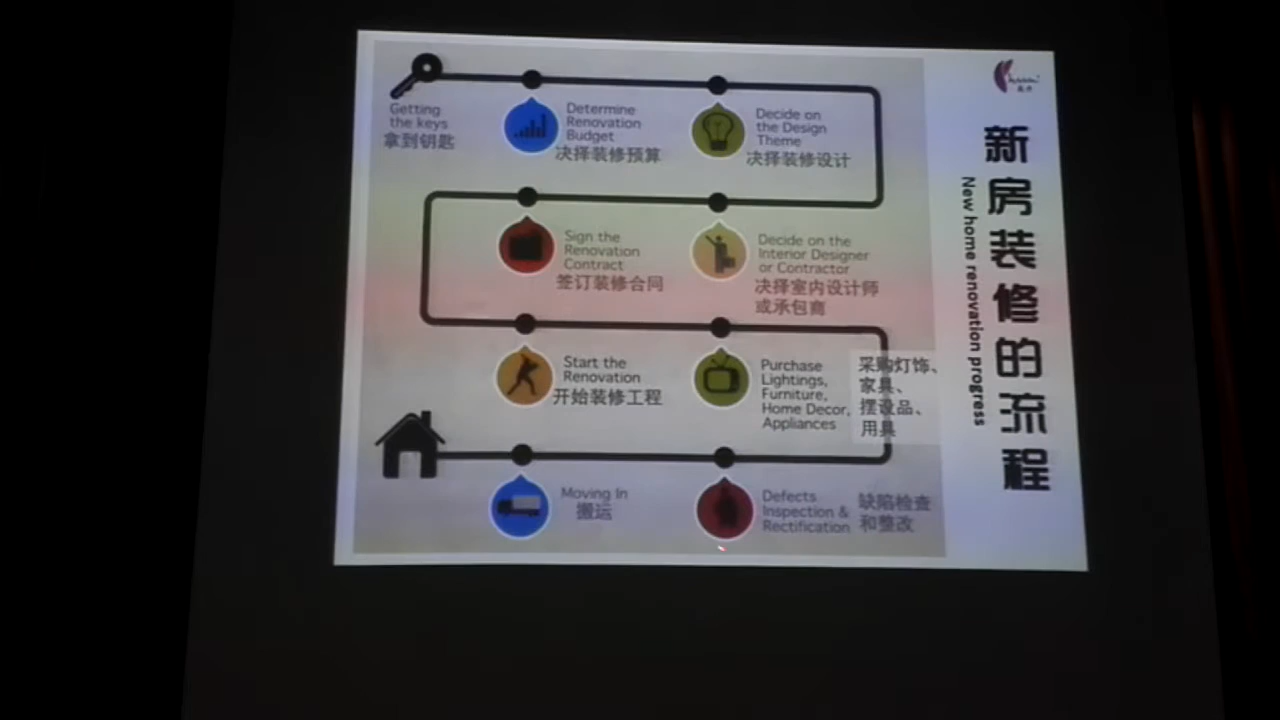 新房装修的流程
New home renovation progress
Getting
the keys
拿到钥匙
Determine
Renovation
Budget
决择装修预算
Decide on
the Design
Theme
决择装修设计
Decide on the
Interior Designer
or Contractor
决择室内设计师
或承包商
Sign the
Renovation
Contract
签订装修合同
Start the
Renovation
开始装修工程
Purchase
Lightings,
Furniture,
Home Decor,
Appliances
采购灯饰、
家具、
摆设品、
用具
Defects
Inspection &
Rectification
缺陷检查
和整改
Moving In
搬运